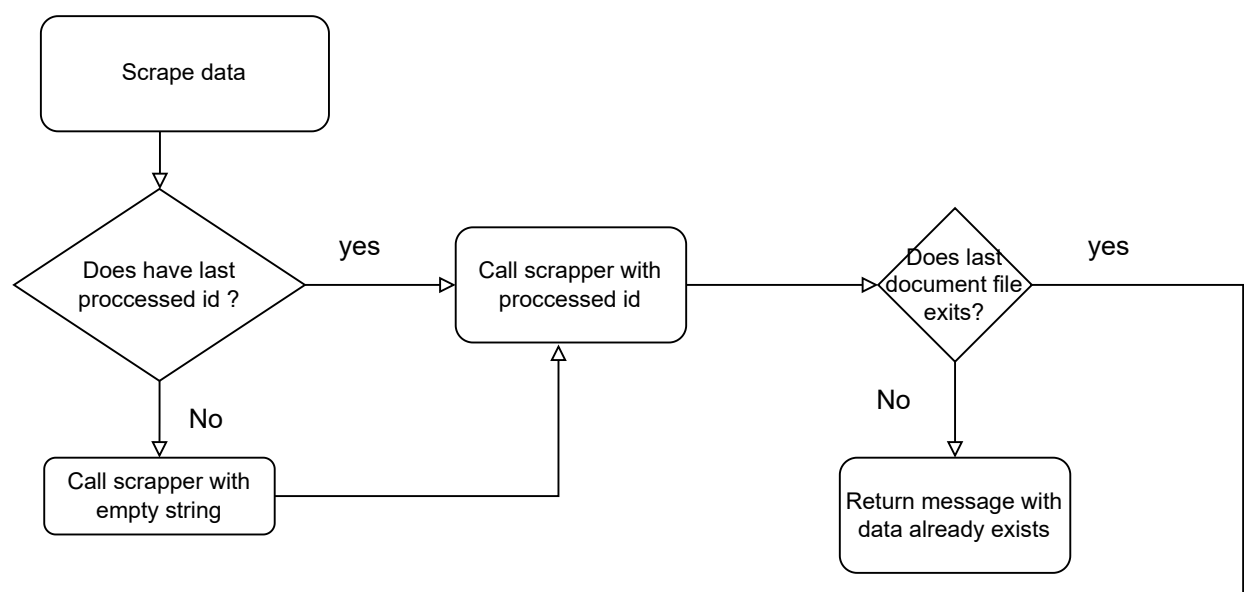 Scrape data
Does have last
proccessed id ?
yes
Call scrapper with
proccessed id
Does last
document file
exits?
yes
No
Call scrapper with
empty string
No
Return message with
data already exists